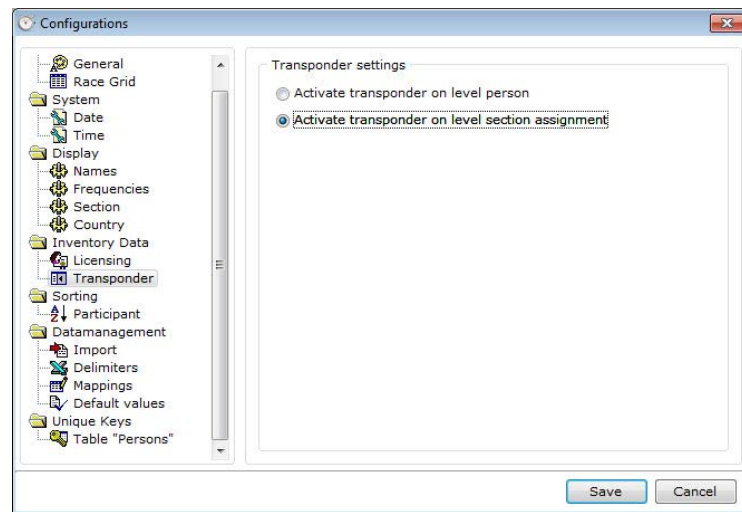 Configurations
General
Race Grid
System
Date
Time
Display
Names
Frequencies
Section
Country
Inventory Data
Licensing
Transponder
Sorting
Participant
Datamanagement
Import
Delimiters
Mappings
Default values
Unique Keys
Table "Persons"
Transponder settings
Activate transponder on level person
Activate transponder on level section assignment
Save
Cancel